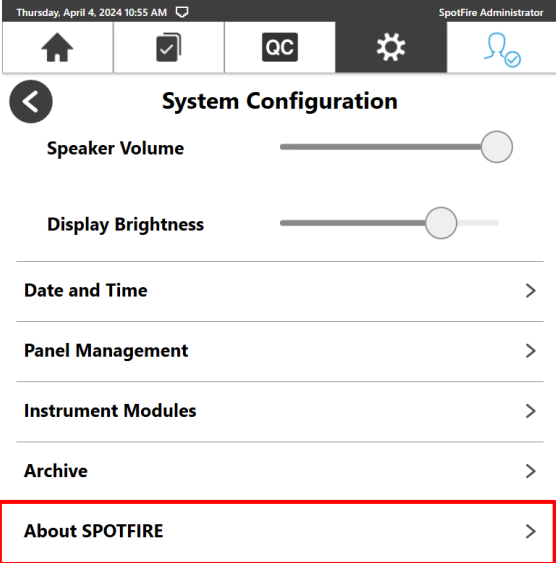 Thursday, April 4, 2024 10:55 AM SpotFire Administrator
QC
System Configuration
Speaker Volume
Display Brightness
Date and Time
Panel Management
Instrument Modules
Archive
About SPOTFIRE